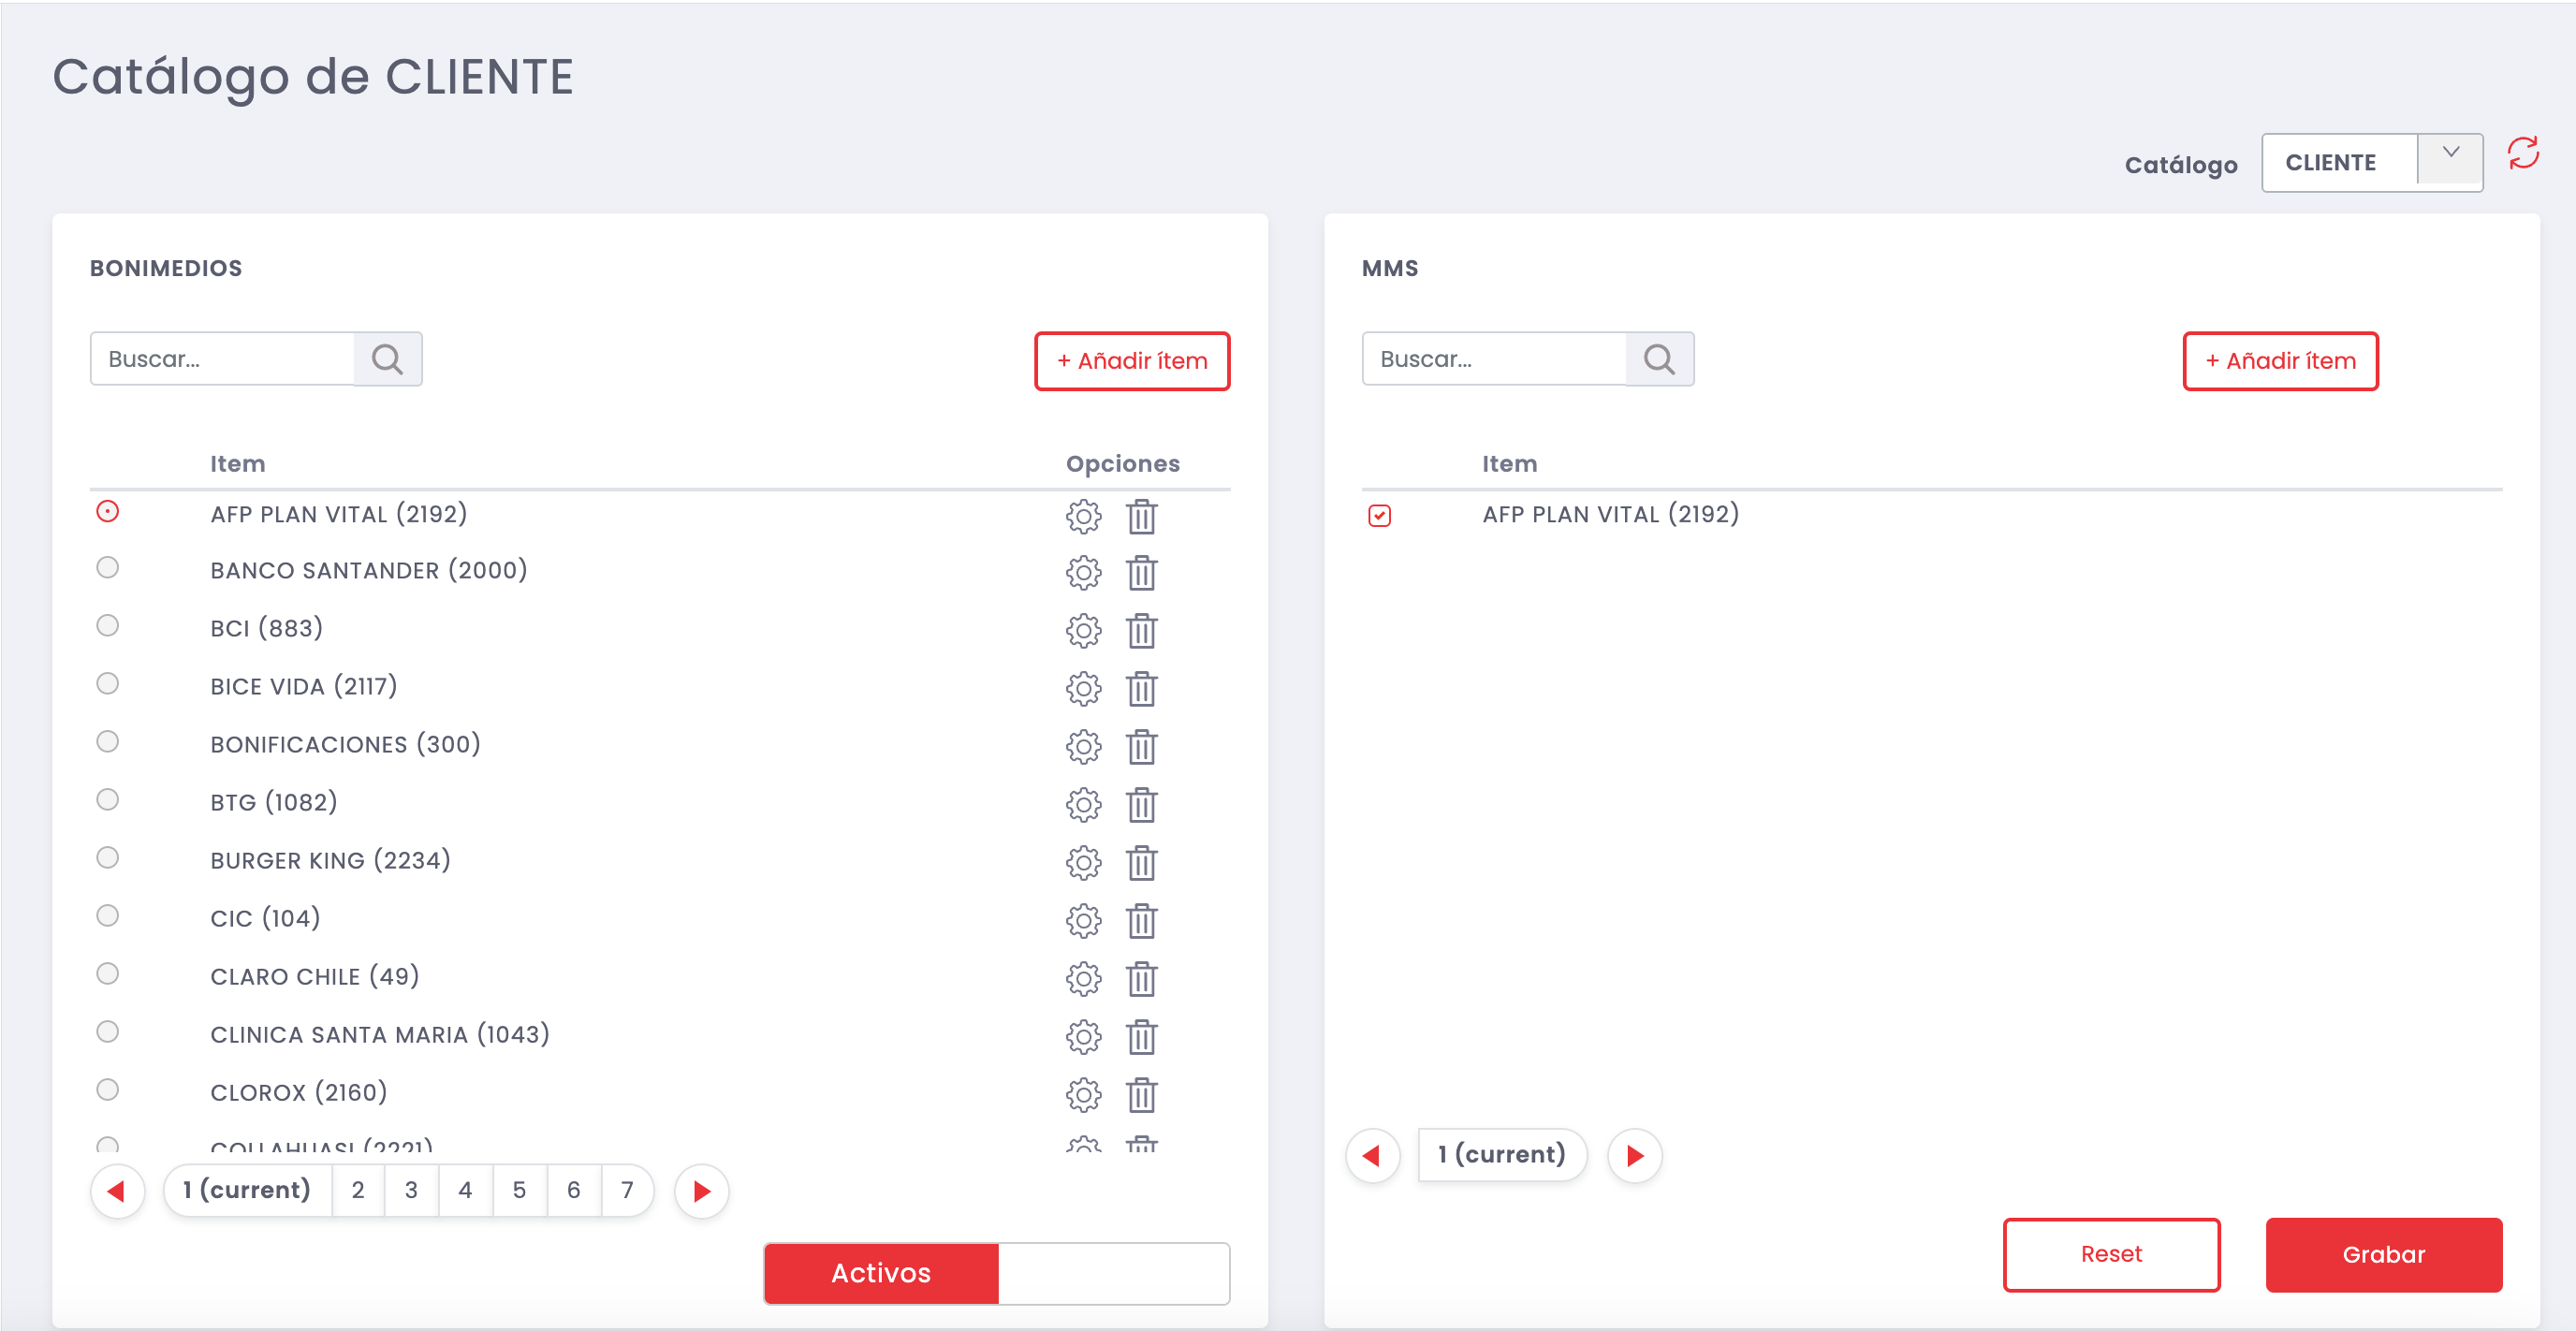 Catálogo de CLIENTE
Catálogo CLIENTE
BONIMEDIOS
Buscar...
+ Añadir ítem
Item Opciones
AFP PLAN VITAL (2192)
BANCO SANTANDER (2000)
BCI (883)
BICE VIDA (2117)
BONIFICACIONES (300)
BTG (1082)
BURGER KING (2234)
CIC (104)
CLARO CHILE (49)
CLINICA SANTA MARIA (1043)
CLOROX (2160)
COLLAHUASI (2221)
1 (current) 2 3 4 5 6 7
Activos
MMS
Buscar...
+ Añadir ítem
Item
AFP PLAN VITAL (2192)
1 (current)
Reset Grabar